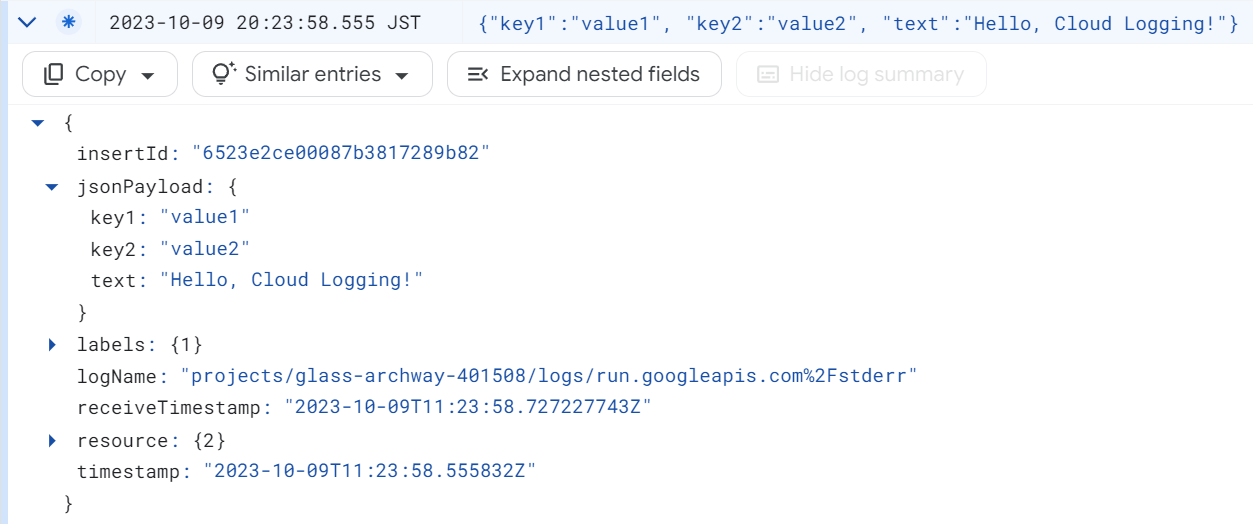 2023-10-09 20:23:58.555 JST {"key1":"value1", "key2":"value2", "text":"Hello, Cloud Logging!"}
Copy Similar entries Expand nested fields Hide log summary
{
insertId: "6523e2ce00087b3817289b82"
jsonPayload: {
key1: "value1"
key2: "value2"
text: "Hello, Cloud Logging!"
}
labels: {1}
logName: "projects/glass-archway-401508/logs/run.googleapis.com%2Fstderr"
receiveTimestamp: "2023-10-09T11:23:58.727227743Z"
resource: {2}
timestamp: "2023-10-09T11:23:58.555832Z"
}